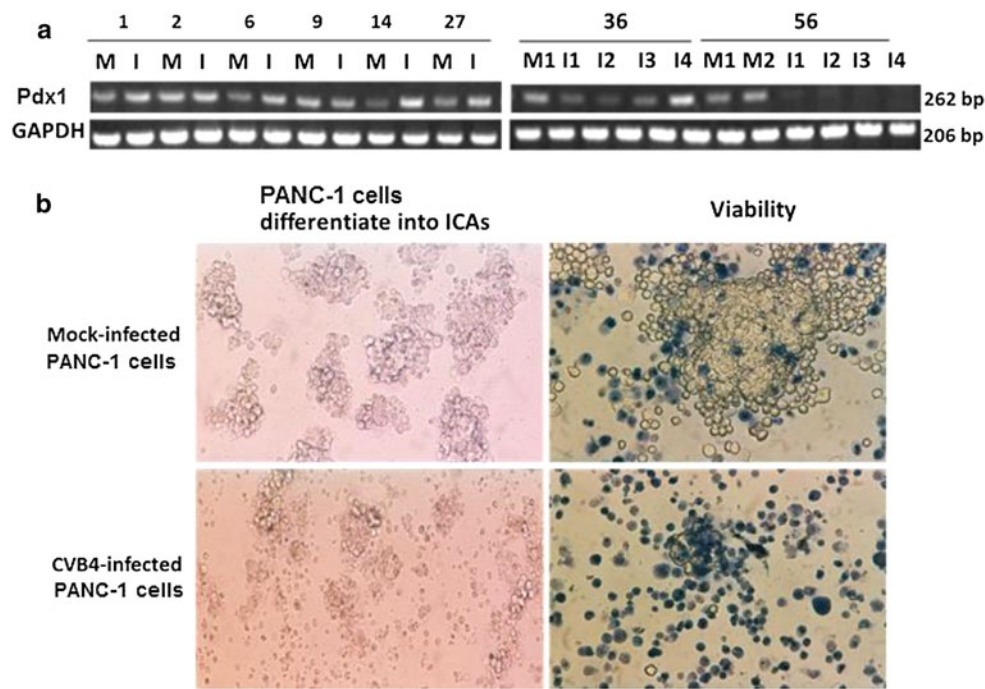 a
1 2 6 9 14 27 36 56
M I M I M I M I M I M I M1 I1 I2 I3 I4 M1 M2 I1 I2 I3 I4
Pdx1 262 bp
GAPDH 206 bp
b
PANC-1 cells
differentiate into ICAs
Viability
Mock-infected
PANC-1 cells
CVB4-infected
PANC-1 cells